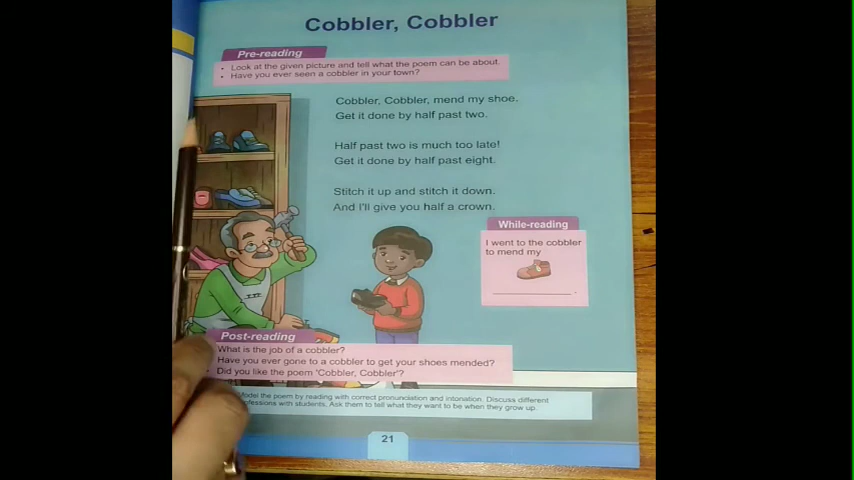 Cobbler, Cobbler
Pre-reading
• Look at the given picture and tell what the poem can be about.
• Have you ever seen a cobbler in your town?
Cobbler, Cobbler, mend my shoe.
Get it done by half past two.
Half past two is much too late!
Get it done by half past eight.
Stitch it up and stitch it down.
And I'll give you half a crown.
While-reading
I went to the cobbler
to mend my
____________.
Post-reading
What is the job of a cobbler?
Have you ever gone to a cobbler to get your shoes mended?
Did you like the poem 'Cobbler, Cobbler'?
the poem by reading with correct pronunciation and intonation. Discuss different
with students. Ask them to tell what they want to be when they grow up.
21